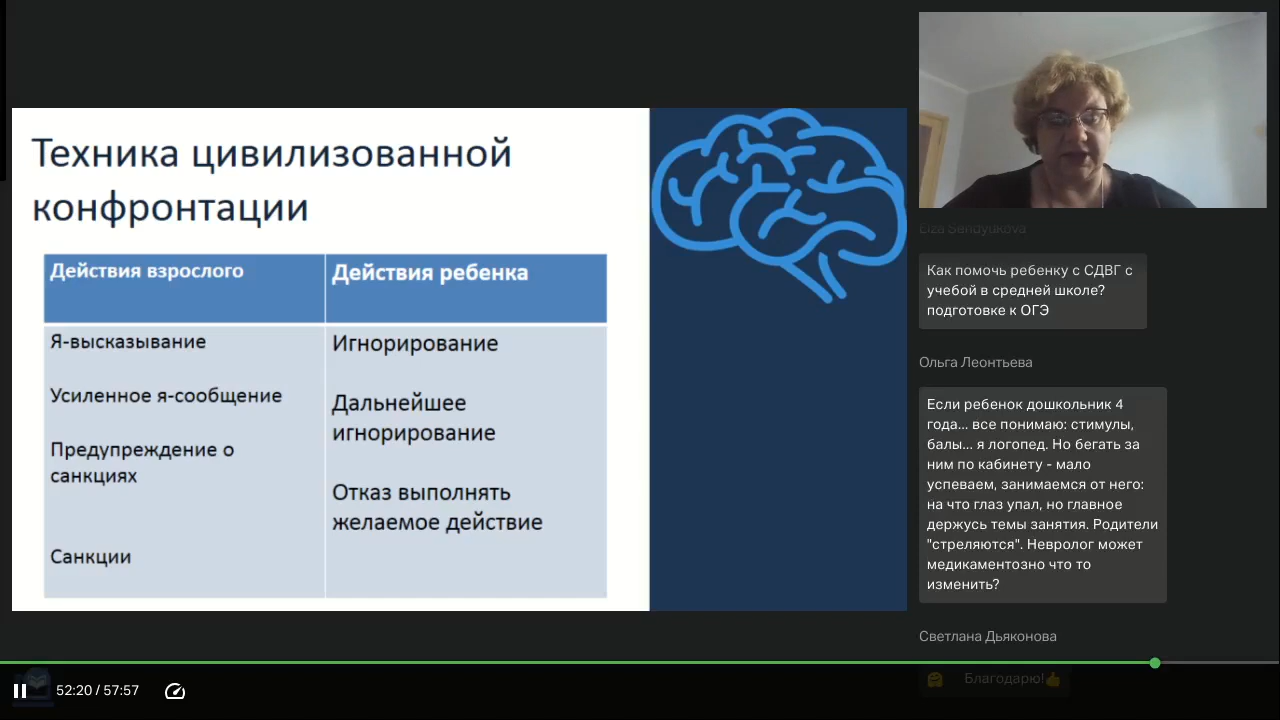 Техника цивилизованной
конфронтации
Действия взрослого
Действия ребенка
Я-высказывание
Усиленное я-сообщение
Предупреждение о
санкциях
Санкции
Игнорирование
Дальнейшее
игнорирование
Отказ выполнять
желаемое действие
Elza Sendyukova
Как помочь ребенку с СДВГ с
учебой в средней школе?
подготовке к ОГЭ
Ольга Леонтьева
Если ребенок дошкольник 4
года... все понимаю: стимулы,
балы... я логопед. Но бегать за
ним по кабинету - мало
успеваем, занимаемся от него:
на что глаз упал, но главное
держусь темы занятия. Родители
"стреляются". Невролог может
медикаментозно что то
изменить?
Светлана Дьяконова
🤗 Благодарю!👍
52:20 / 57:57